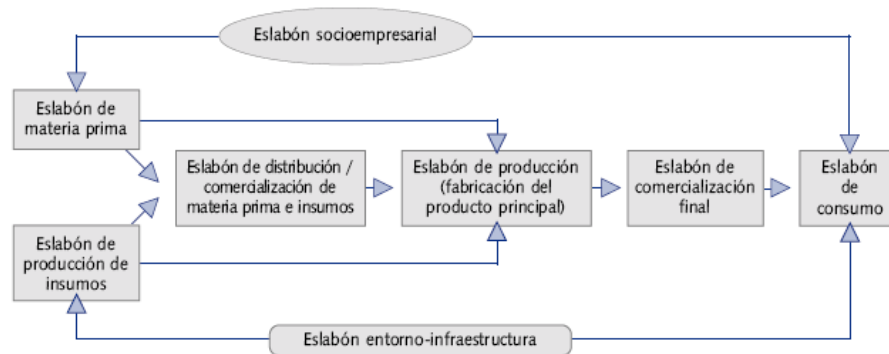 Eslabón socioempresarial
Eslabón de
materia prima
Eslabón de distribución /
comercialización de
materia prima e insumos
Eslabón de producción
(fabricación del
producto principal)
Eslabón de
comercialización
final
Eslabón
de
consumo
Eslabón de
producción de
insumos
Eslabón entorno-infraestructura